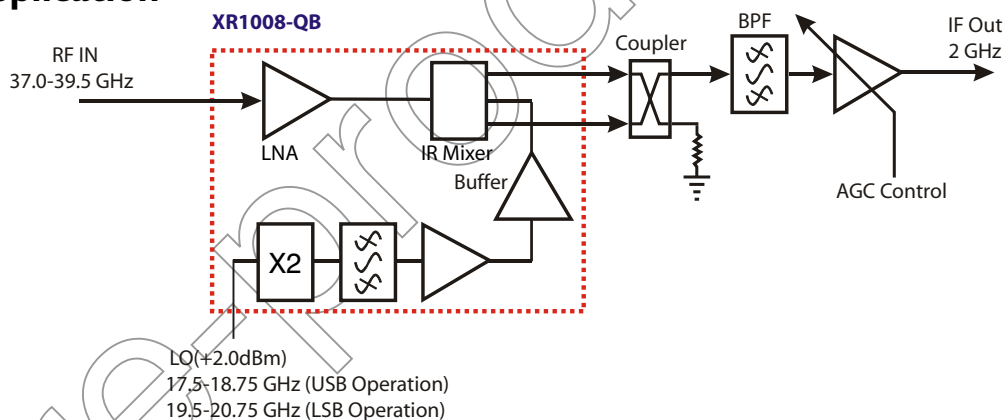 XR1008-QB
RF IN
37.0-39.5 GHz
LNA
IR Mixer
Buffer
X2
LO(+2.0dBm)
17.5-18.75 GHz (USB Operation)
19.5-20.75 GHz (LSB Operation)
Coupler
BPF
IF Out
2 GHz
AGC Control